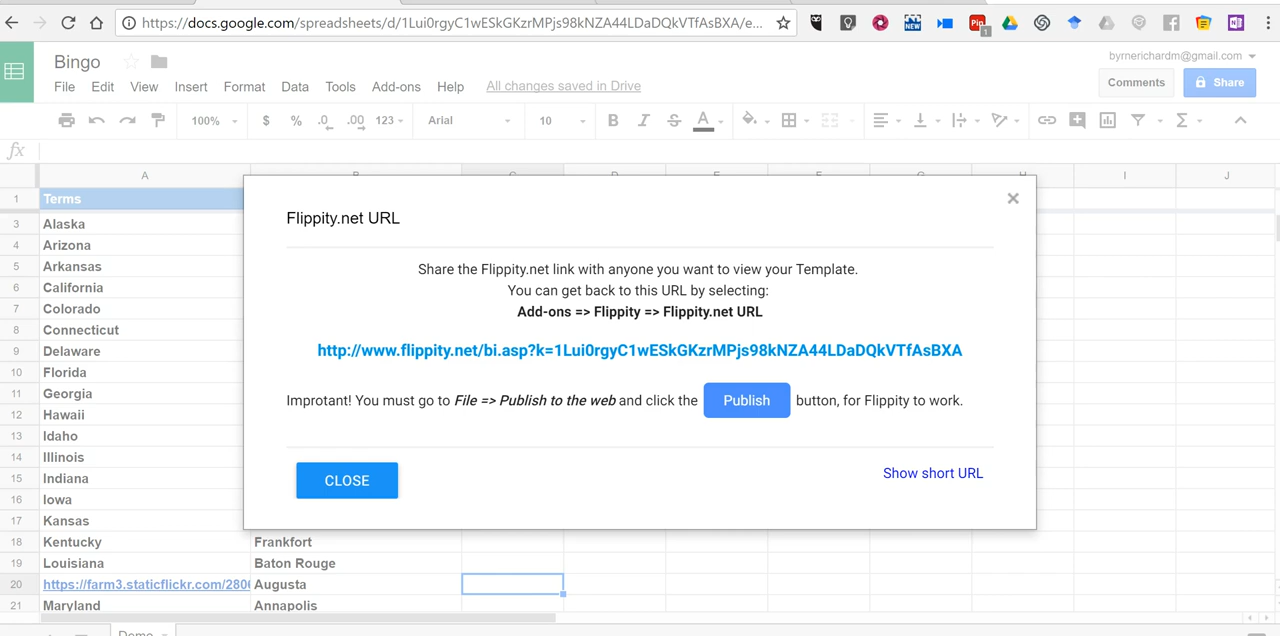 https://docs.google.com/spreadsheets/d/1Lui0rgyC1wESkGKzrMPjs98kNZA44LDaDQkVTfAsBXA/e...
NEW
1
Bingo
byrnerichardm@gmail.com
File Edit View Insert Format Data Tools Add-ons Help All changes saved in Drive
Comments Share
100% $ % .0 .00 123 Arial 10 B I S A Σ
fx
A C I J
1 Terms
3 Alaska
4 Arizona
5 Arkansas
6 California
7 Colorado
8 Connecticut
9 Delaware
10 Florida
11 Georgia
12 Hawaii
13 Idaho
14 Illinois
15 Indiana
16 Iowa
17 Kansas
18 Kentucky Frankfort
19 Louisiana Baton Rouge
20 https://farm3.staticflickr.com/280 Augusta
21 Maryland Annapolis
Demo
Flippity.net URL
Share the Flippity.net link with anyone you want to view your Template.
You can get back to this URL by selecting:
Add-ons => Flippity => Flippity.net URL
http://www.flippity.net/bi.asp?k=1Lui0rgyC1wESkGKzrMPjs98kNZA44LDaDQkVTfAsBXA
Improtant! You must go to File => Publish to the web and click the Publish button, for Flippity to work.
CLOSE
Show short URL